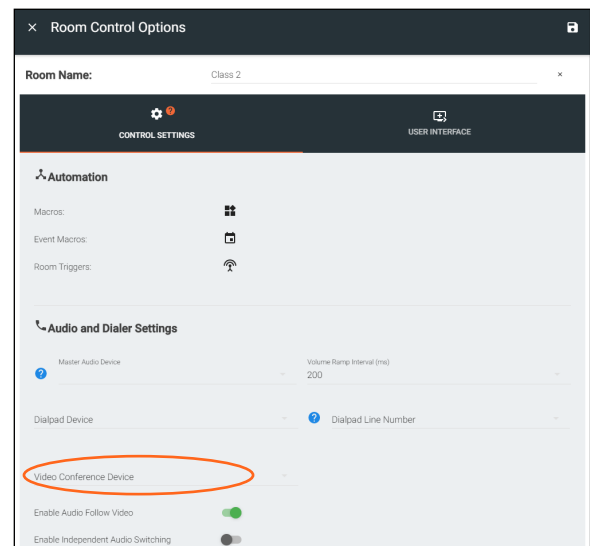 × Room Control Options
Room Name: Class 2 ×
CONTROL SETTINGS
USER INTERFACE
Automation
Macros:
Event Macros:
Room Triggers:
Audio and Dialer Settings
Master Audio Device
Volume Ramp Interval (ms)
? 200
Dialpad Device ? Dialpad Line Number
Video Conference Device
Enable Audio Follow Video
Enable Independent Audio Switching